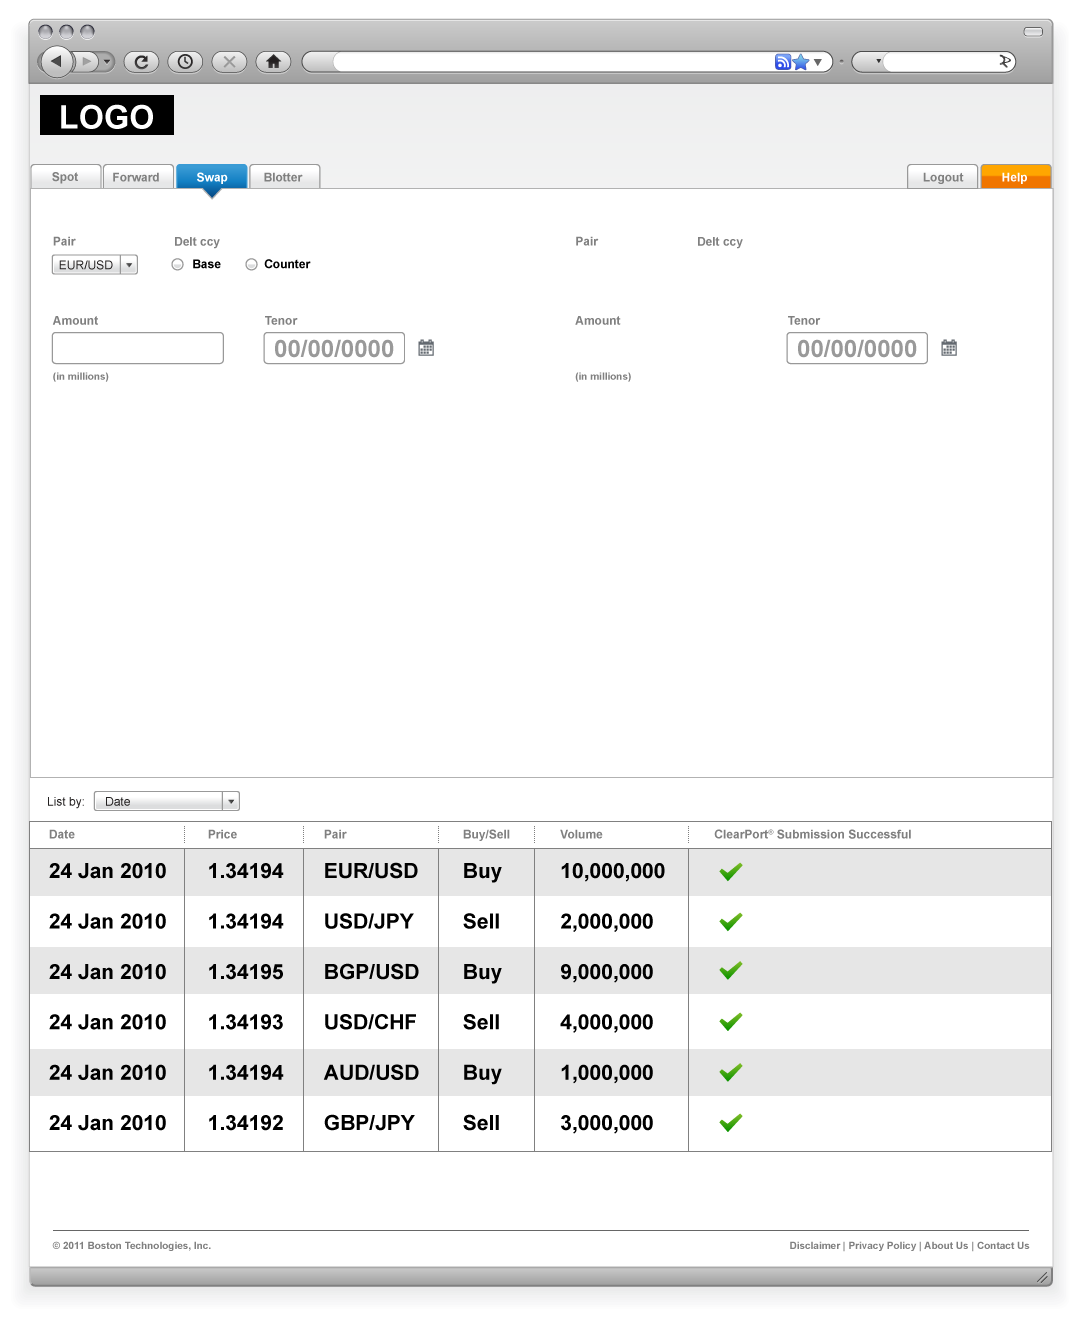 LOGO
Spot Forward Swap Blotter Logout Help
Pair Delt ccy Pair Delt ccy
EUR/USD Base Counter
Amount Tenor Amount Tenor
00/00/0000 00/00/0000
(in millions) (in millions)
List by: Date
Date Price Pair Buy/Sell Volume ClearPort® Submission Successful
24 Jan 2010 1.34194 EUR/USD Buy 10,000,000
24 Jan 2010 1.34194 USD/JPY Sell 2,000,000
24 Jan 2010 1.34195 BGP/USD Buy 9,000,000
24 Jan 2010 1.34193 USD/CHF Sell 4,000,000
24 Jan 2010 1.34194 AUD/USD Buy 1,000,000
24 Jan 2010 1.34192 GBP/JPY Sell 3,000,000
© 2011 Boston Technologies, Inc. Disclaimer | Privacy Policy | About Us | Contact Us